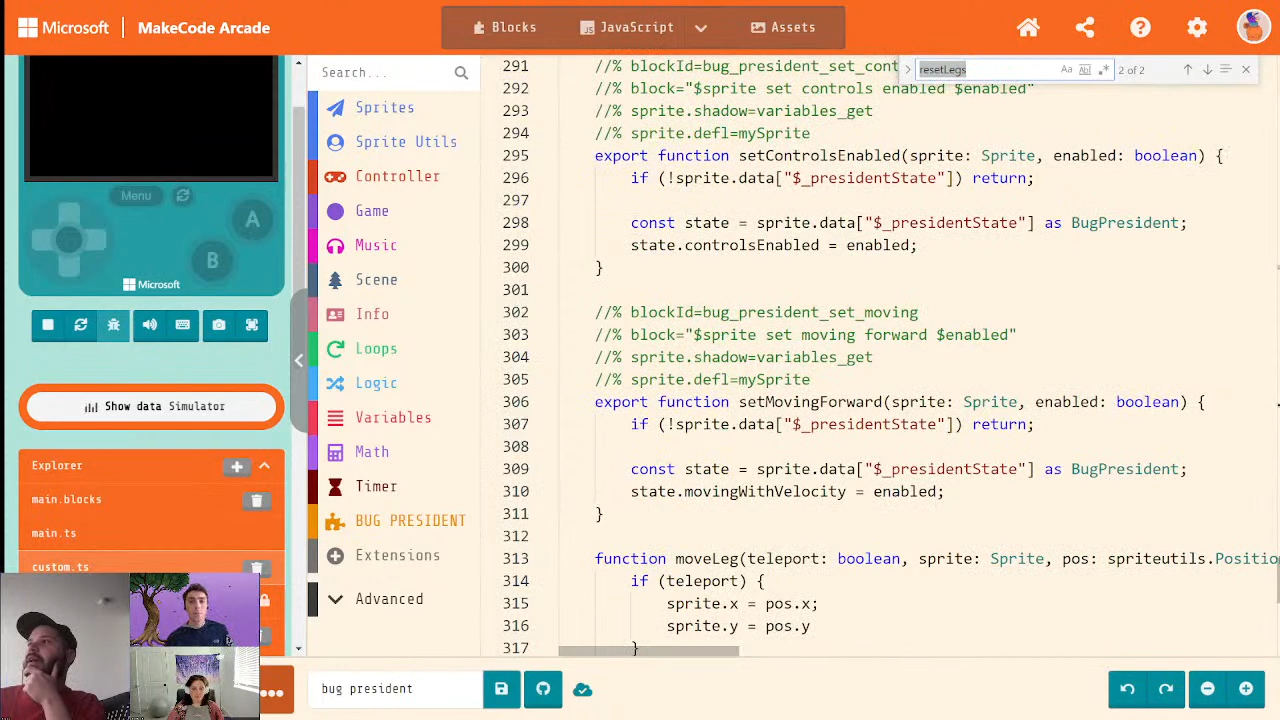 Microsoft
MakeCode Arcade
Blocks
JavaScript
Assets
Menu
A
B
Microsoft
Show data Simulator
Explorer
main.blocks
main.ts
custom.ts
Search...
Sprites
Sprite Utils
Controller
Game
Music
Scene
Info
Loops
Logic
Variables
Math
Timer
BUG PRESIDENT
Extensions
Advanced
resetLegs
Aa
2 of 2
291 //% blockId=bug_president_set_cont
292 //% block="$sprite set controls enabled $enabled"
293 //% sprite.shadow=variables_get
294 //% sprite.defl=mySprite
295 export function setControlsEnabled(sprite: Sprite, enabled: boolean) {
296 if (!sprite.data["$_presidentState"]) return;
297
298 const state = sprite.data["$_presidentState"] as BugPresident;
299 state.controlsEnabled = enabled;
300 }
301
302 //% blockId=bug_president_set_moving
303 //% block="$sprite set moving forward $enabled"
304 //% sprite.shadow=variables_get
305 //% sprite.defl=mySprite
306 export function setMovingForward(sprite: Sprite, enabled: boolean) {
307 if (!sprite.data["$_presidentState"]) return;
308
309 const state = sprite.data["$_presidentState"] as BugPresident;
310 state.movingWithVelocity = enabled;
311 }
312
313 function moveLeg(teleport: boolean, sprite: Sprite, pos: spriteutils.Positio
314 if (teleport) {
315 sprite.x = pos.x;
316 sprite.y = pos.y
317 }
bug president